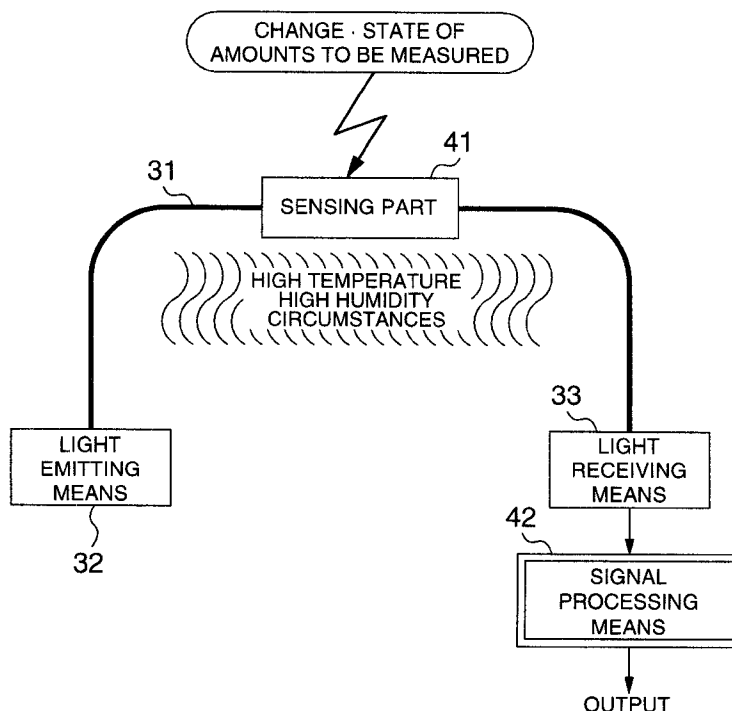 CHANGE · STATE OF
AMOUNTS TO BE MEASURED
41
31
SENSING PART
HIGH TEMPERATURE
HIGH HUMIDITY
CIRCUMSTANCES
33
LIGHT
EMITTING
MEANS
LIGHT
RECEIVING
MEANS
32
42
SIGNAL
PROCESSING
MEANS
OUTPUT